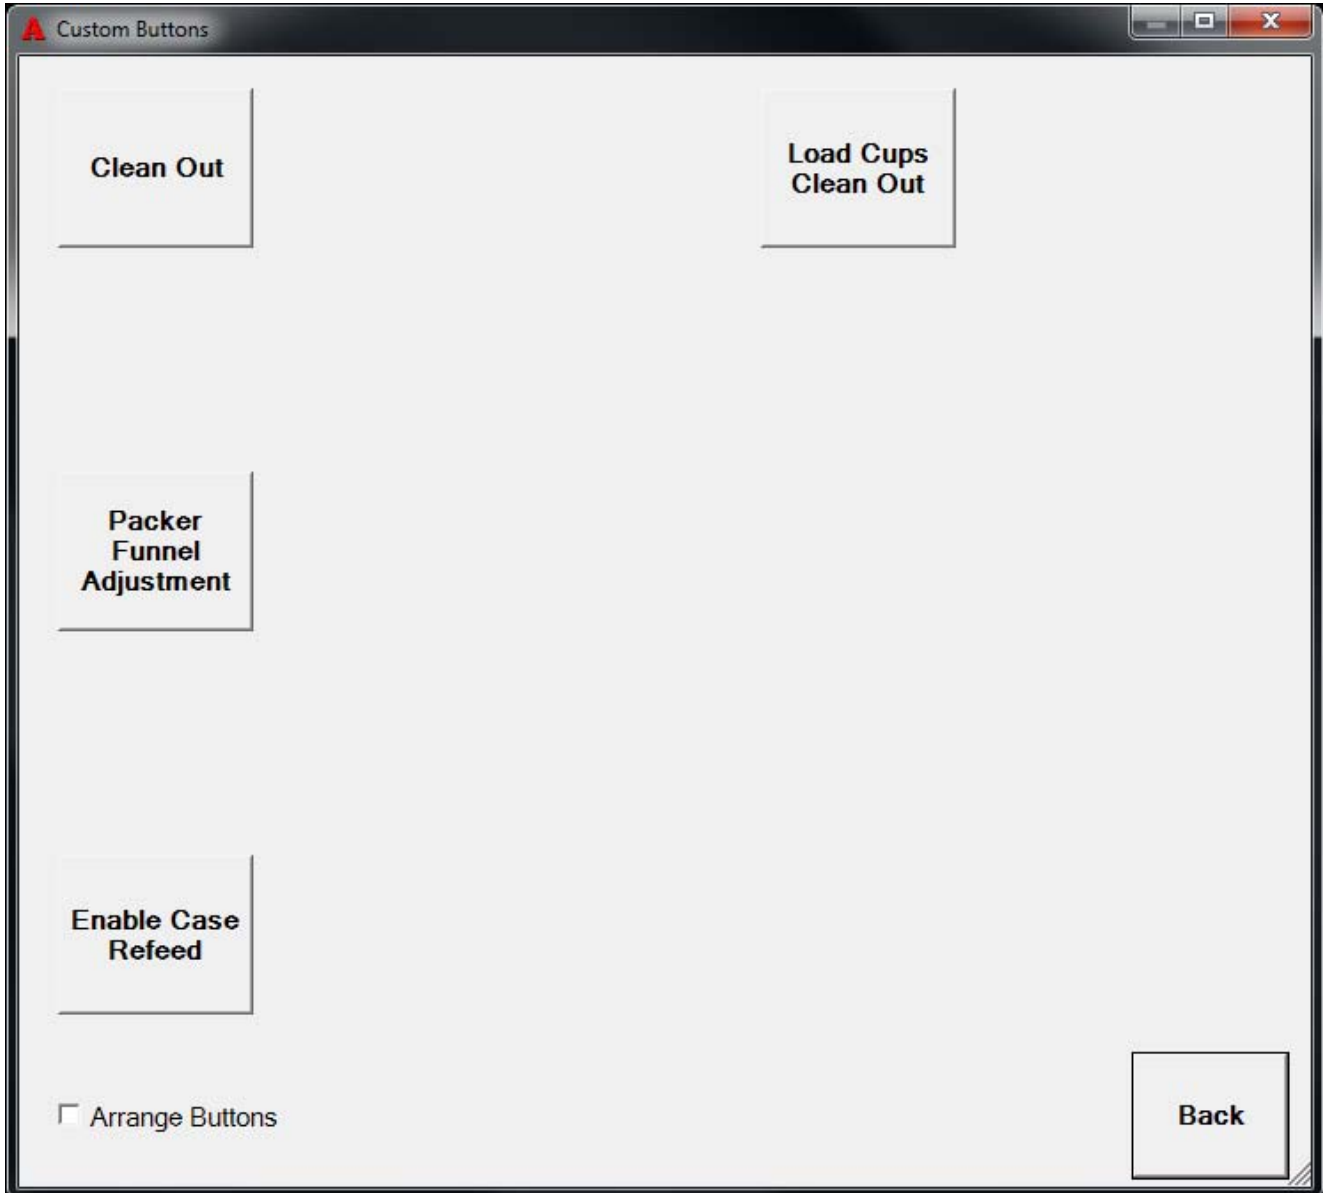 Custom Buttons
Clean Out
Load Cups
Clean Out
Packer
Funnel
Adjustment
Enable Case
Refeed
Arrange Buttons
Back